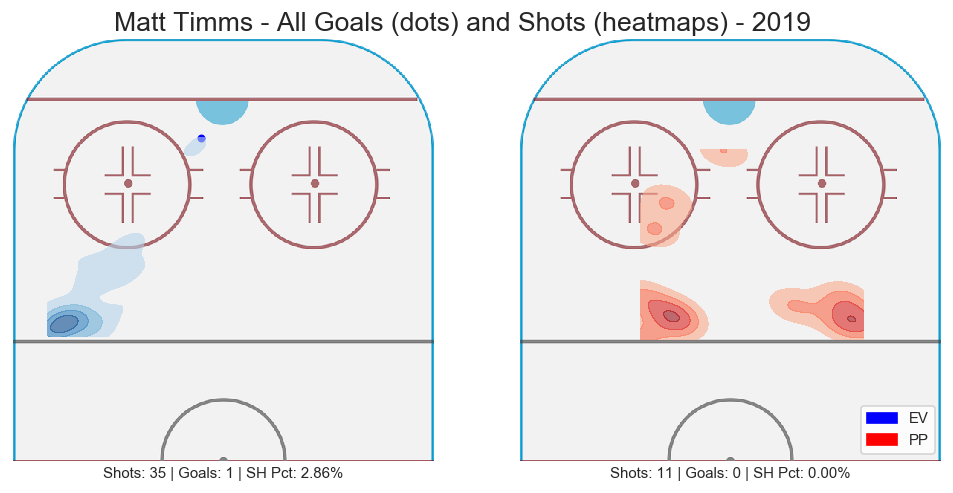 Matt Timms - All Goals (dots) and Shots (heatmaps) - 2019
EV
PP
Shots: 35 | Goals: 1 | SH Pct: 2.86%
Shots: 11 | Goals: 0 | SH Pct: 0.00%